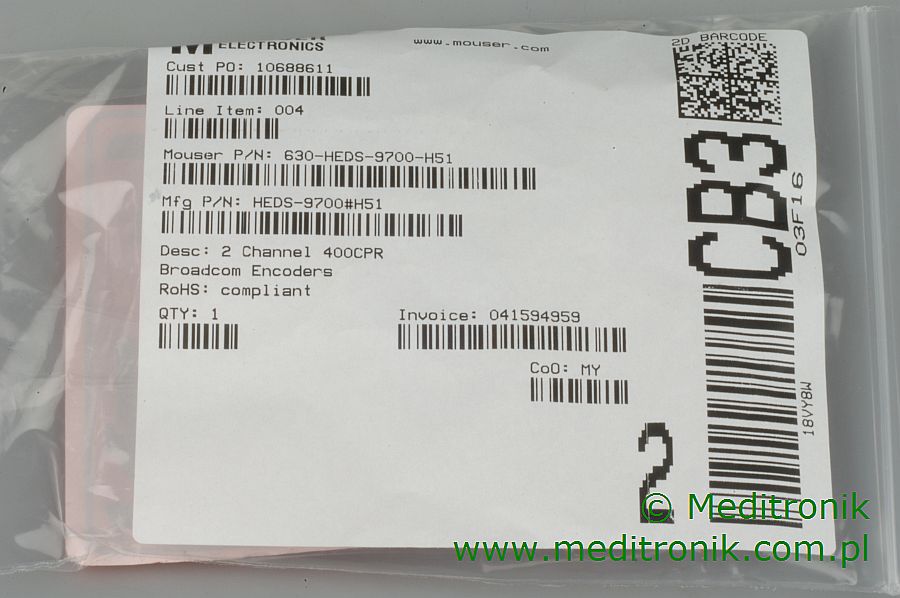 ELECTRONICS
www.mouser.com
2D BARCODE
Cust PO: 10688611
Line Item: 004
Mouser P/N: 630-HEDS-9700-H51
Mfg P/N: HEDS-9700#H51
Desc: 2 Channel 400CPR
Broadcom Encoders
RoHS: compliant
QTY: 1
Invoice: 041594959
CoO: MY
CB3
03F16
18VYBW
2
© Meditronik
www.meditronik.com.pl